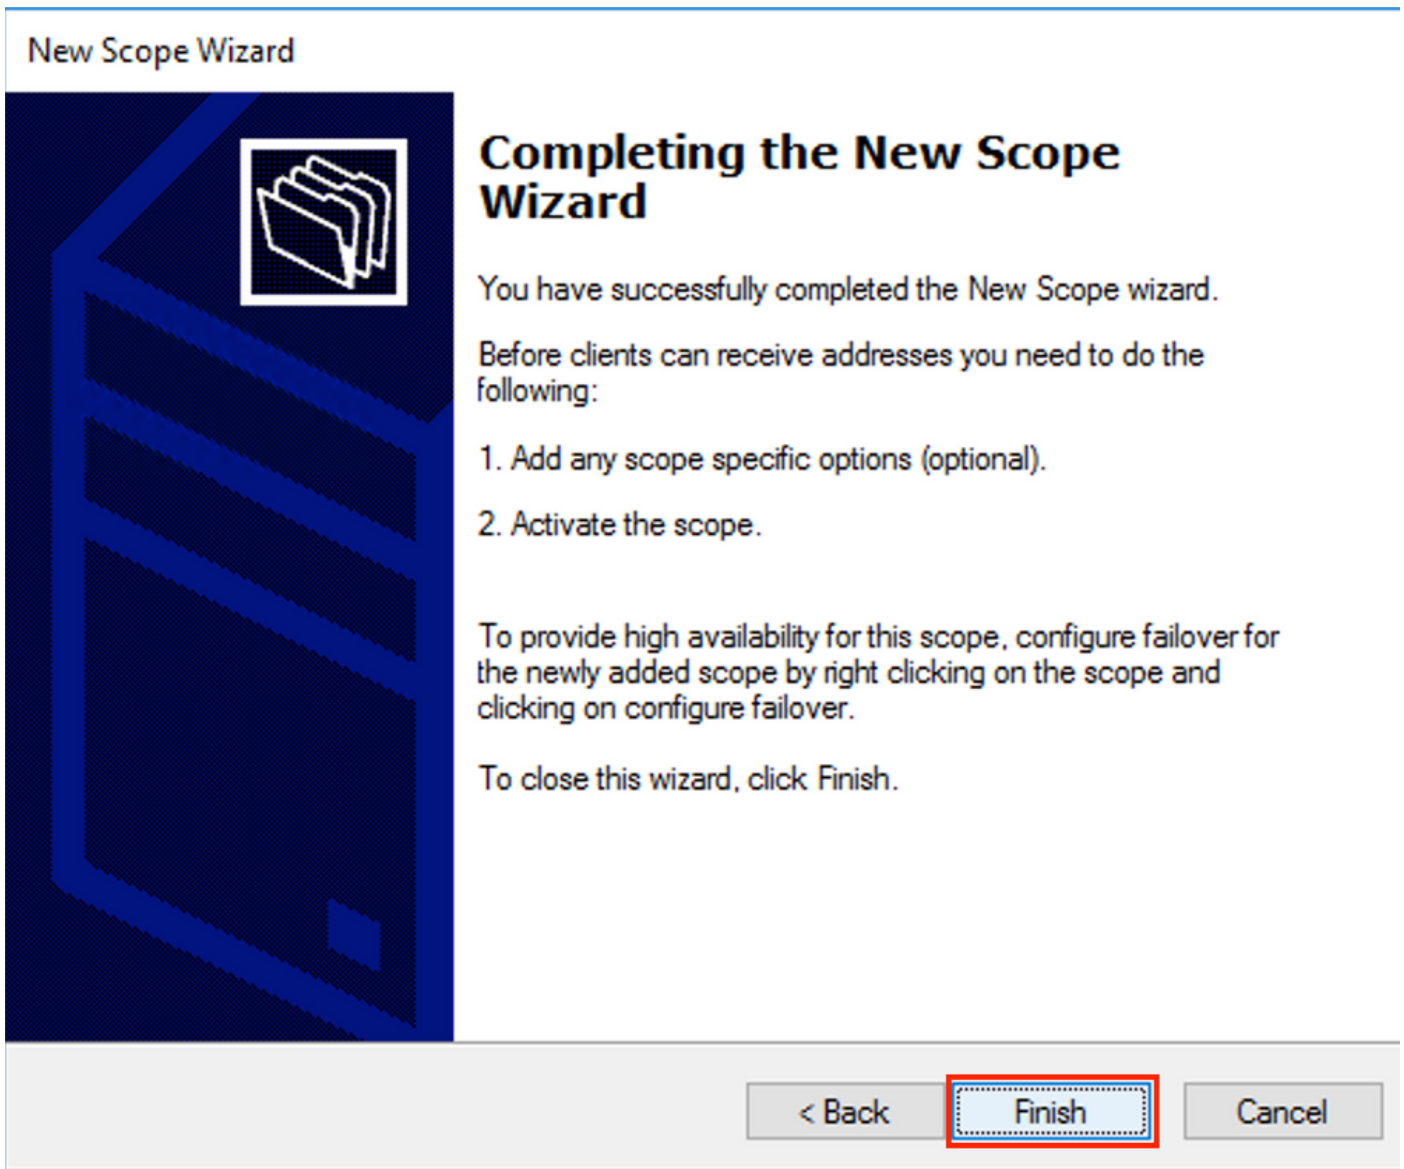 New Scope Wizard
Completing the New Scope
Wizard
You have successfully completed the New Scope wizard.
Before clients can receive addresses you need to do the
following:
1. Add any scope specific options (optional).
2. Activate the scope.
To provide high availability for this scope, configure failover for
the newly added scope by right clicking on the scope and
clicking on configure failover.
To close this wizard, click Finish.
< Back Finish Cancel